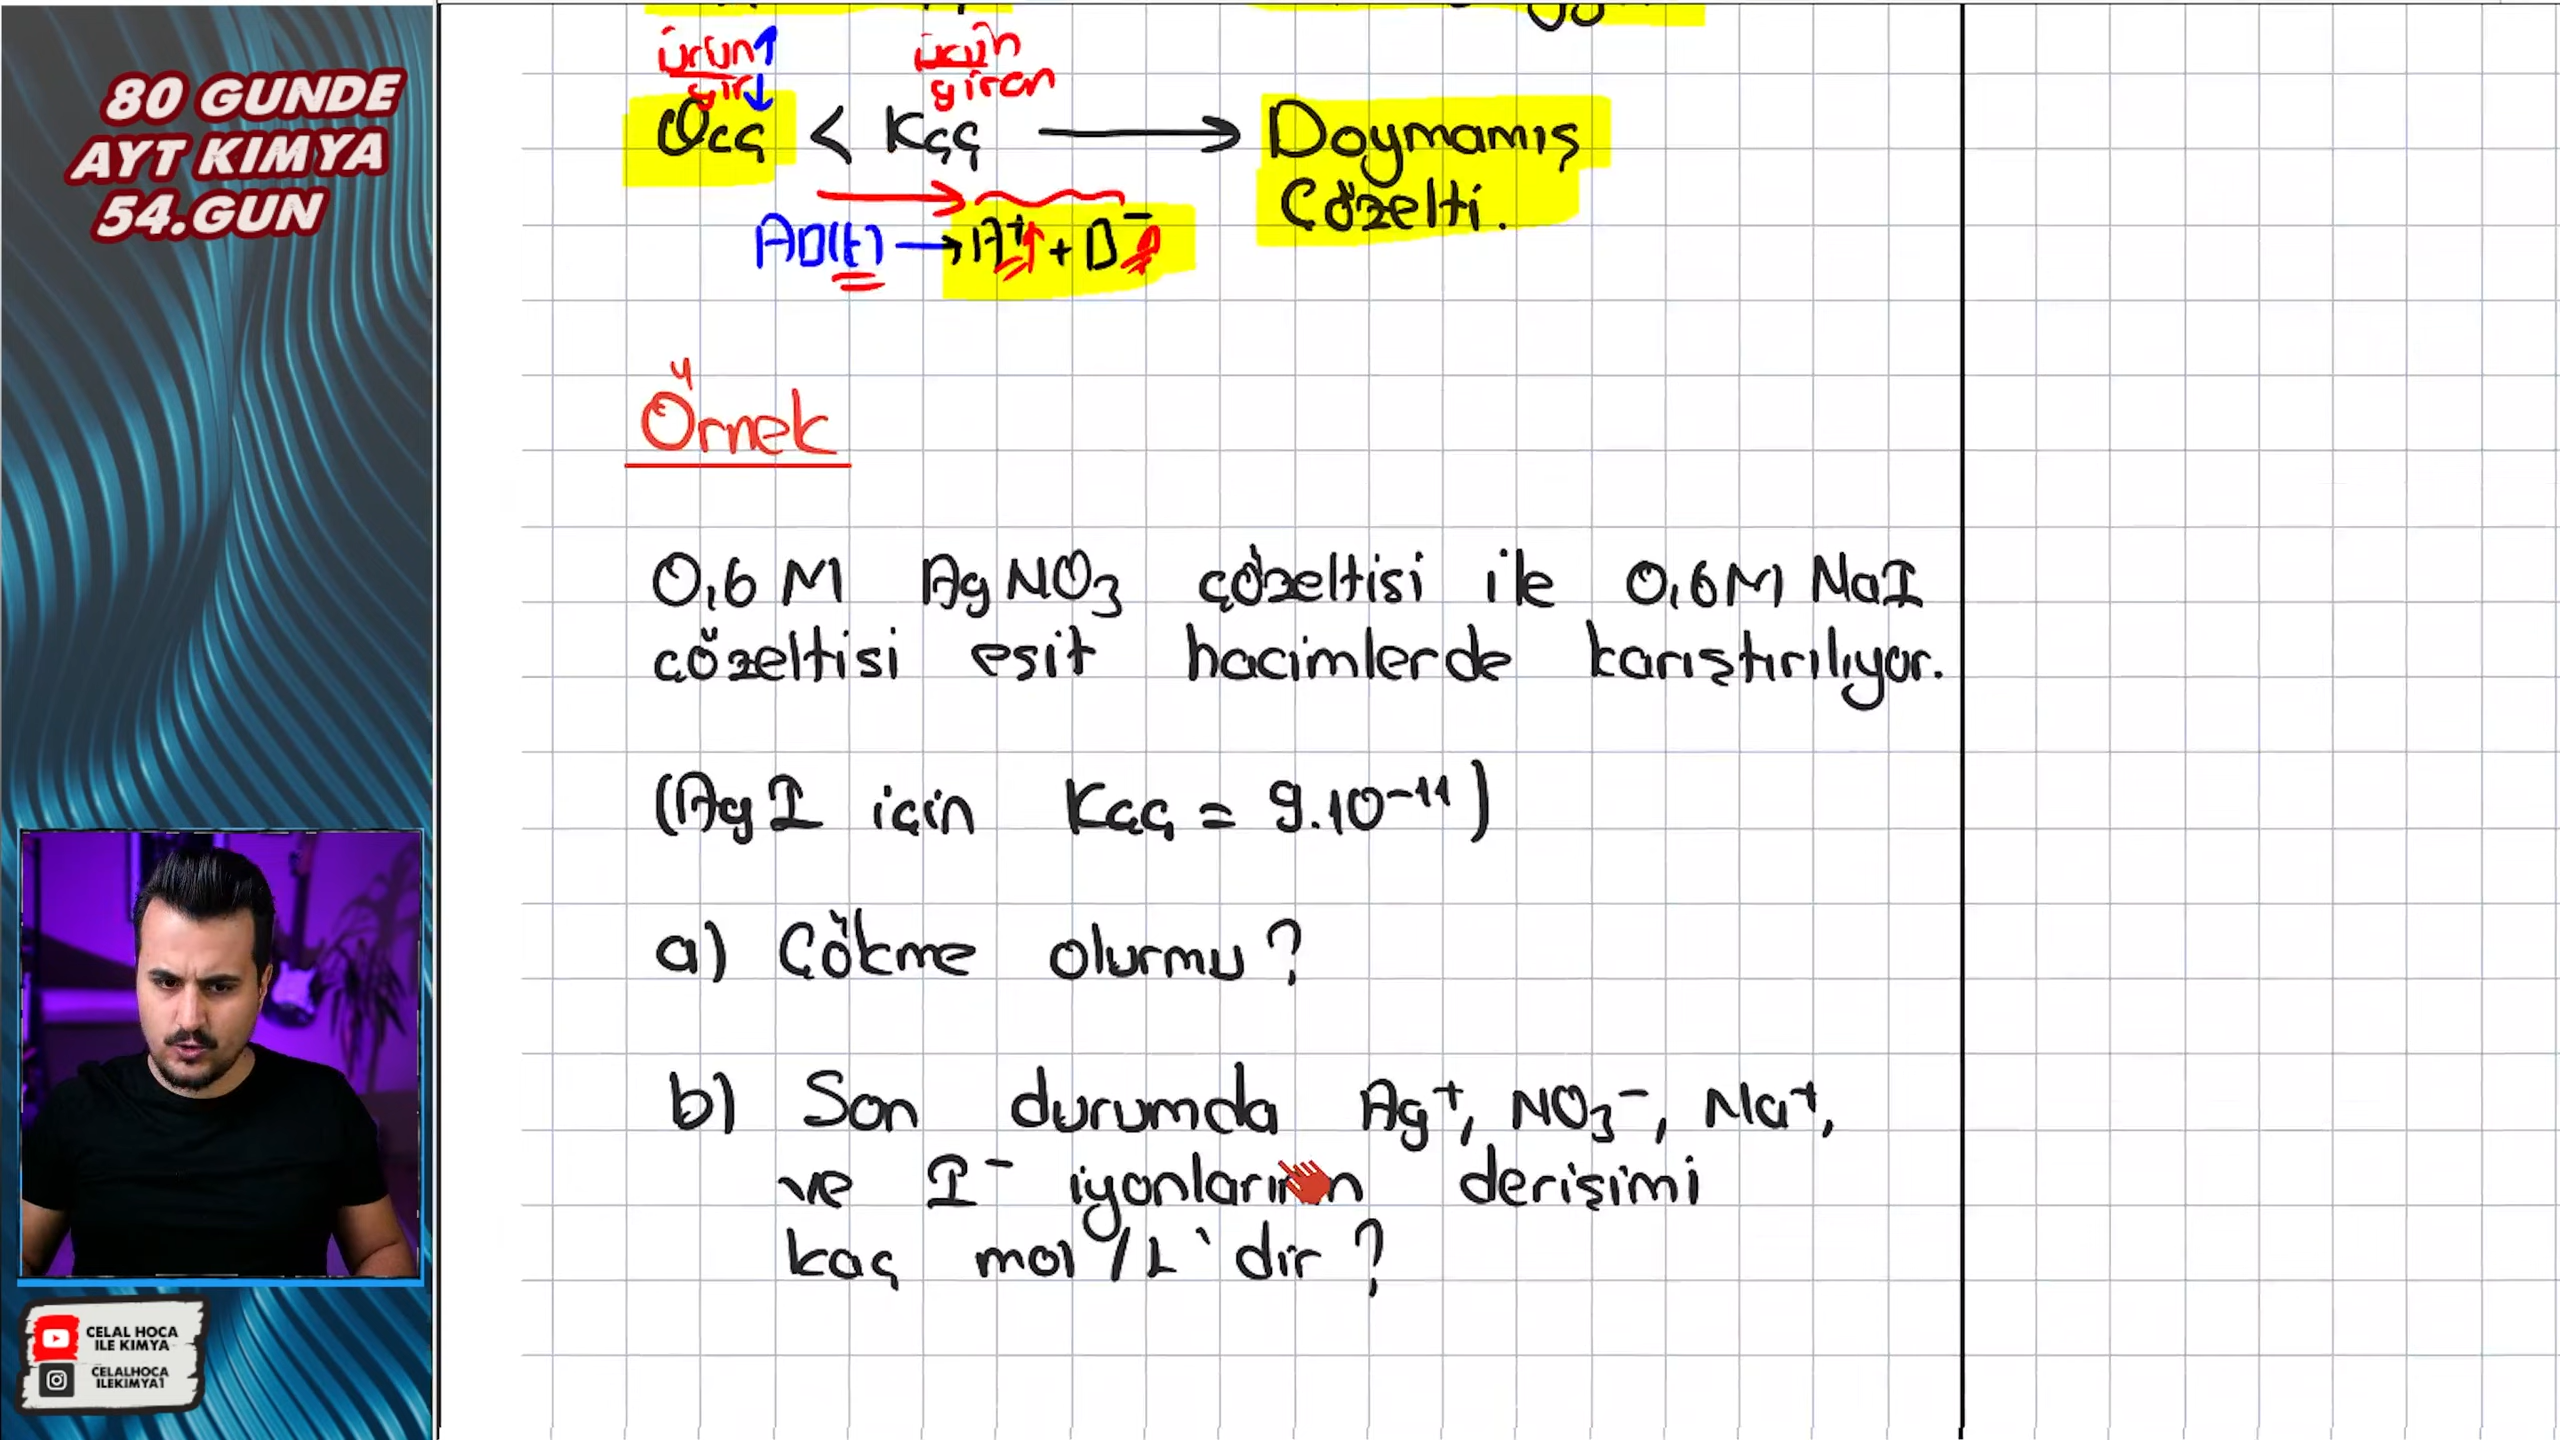 80 GUNDE
AYT KIMYA
54.GUN
ürün↑ ürün
gir↓ giren
Qçç < Kçç → Doymamış
Çözelti.
AB(k) → A⁺↑ + B⁻
Örnek
0,6 M AgNO₃ çözeltisi ile 0,6M NaI
çözeltisi eşit hacimlerde karıştırılıyor.
(AgI için Kçç = 9.10⁻¹¹)
a) Çökme olurmu?
b) Son durumda Ag⁺, NO₃⁻, Na⁺,
ve I⁻ iyonlarının derişimi
kaç mol/L'dir?
CELAL HOCA
ILE KIMYA
CELALHOCA
ILEKIMYA1